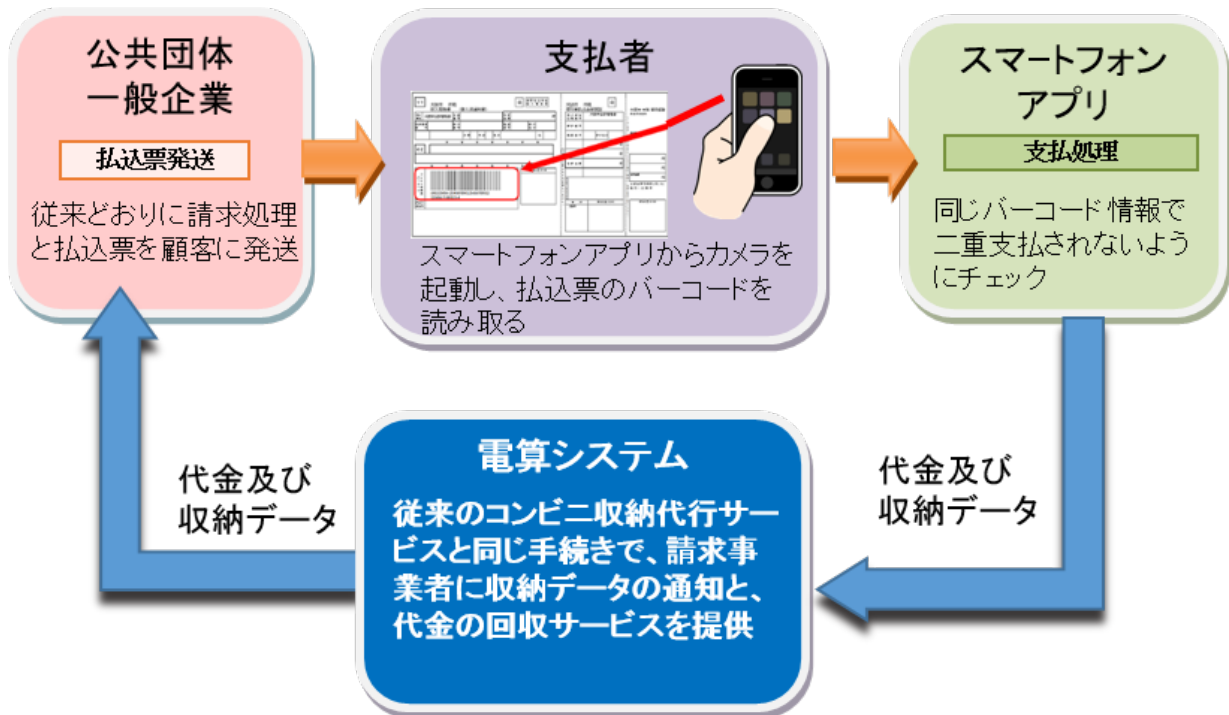 公共団体
一般企業
払込票発送
従来どおりに請求処理
と払込票を顧客に発送
支払者
スマートフォンアプリからカメラを
起動し、払込票のバーコードを
読み取る
スマートフォン
アプリ
支払処理
同じバーコード情報で
二重支払されないよう
にチェック
代金及び
収納データ
電算システム
従来のコンビニ収納代行サー
ビスと同じ手続きで、請求事
業者に収納データの通知と、
代金の回収サービスを提供
代金及び
収納データ